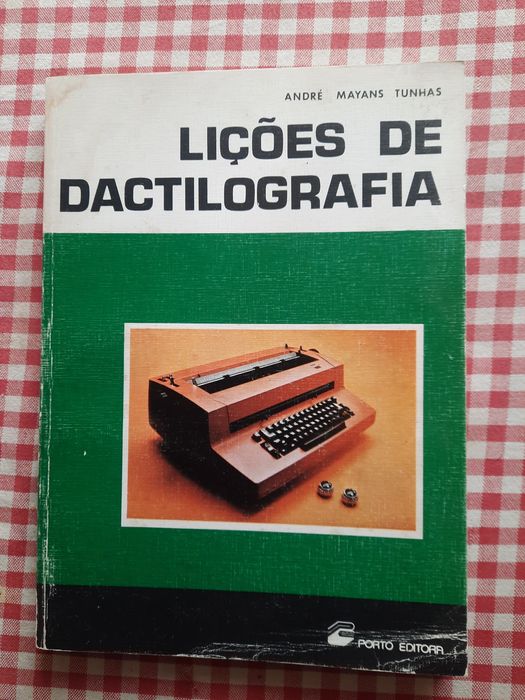 ANDRÉ MAYANS TUNHAS
LIÇÕES DE
DACTILOGRAFIA
PORTO EDITORA